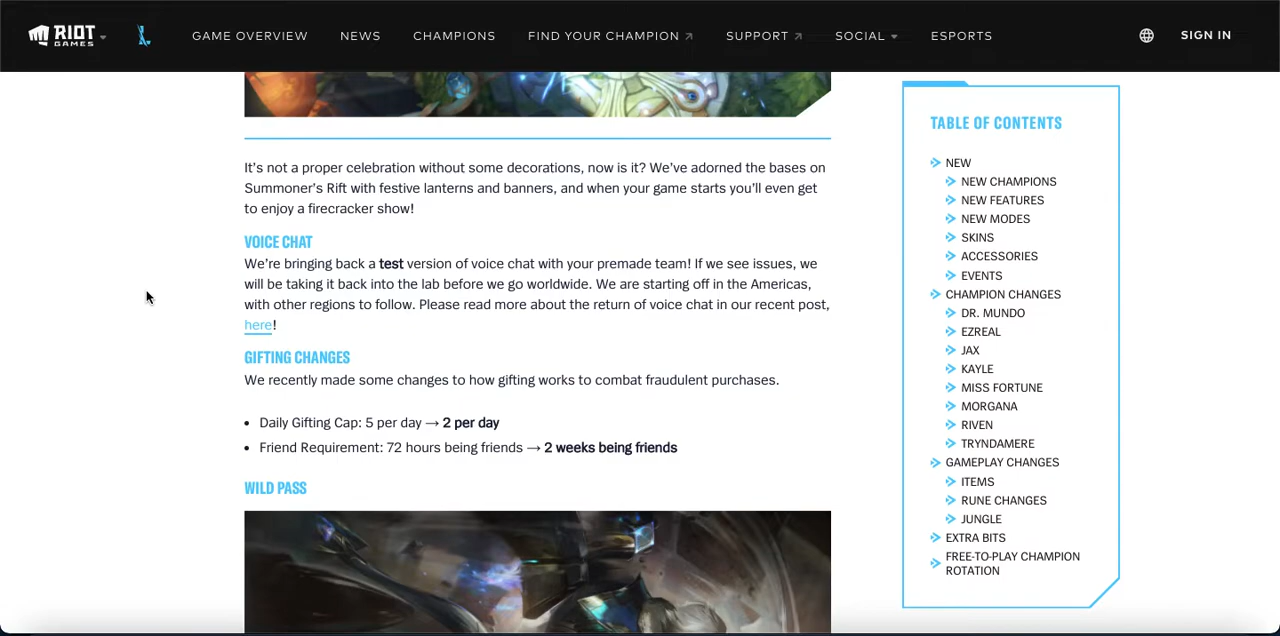 RIOT GAMES
GAME OVERVIEW
NEWS
CHAMPIONS
FIND YOUR CHAMPION
SUPPORT
SOCIAL
ESPORTS
SIGN IN
It's not a proper celebration without some decorations, now is it? We've adorned the bases on
Summoner's Rift with festive lanterns and banners, and when your game starts you'll even get
to enjoy a firecracker show!
VOICE CHAT
We're bringing back a test version of voice chat with your premade team! If we see issues, we
will be taking it back into the lab before we go worldwide. We are starting off in the Americas,
with other regions to follow. Please read more about the return of voice chat in our recent post,
here!
GIFTING CHANGES
We recently made some changes to how gifting works to combat fraudulent purchases.
• Daily Gifting Cap: 5 per day → 2 per day
• Friend Requirement: 72 hours being friends → 2 weeks being friends
WILD PASS
TABLE OF CONTENTS
NEW
NEW CHAMPIONS
NEW FEATURES
NEW MODES
SKINS
ACCESSORIES
EVENTS
CHAMPION CHANGES
DR. MUNDO
EZREAL
JAX
KAYLE
MISS FORTUNE
MORGANA
RIVEN
TRYNDAMERE
GAMEPLAY CHANGES
ITEMS
RUNE CHANGES
JUNGLE
EXTRA BITS
FREE-TO-PLAY CHAMPION
ROTATION